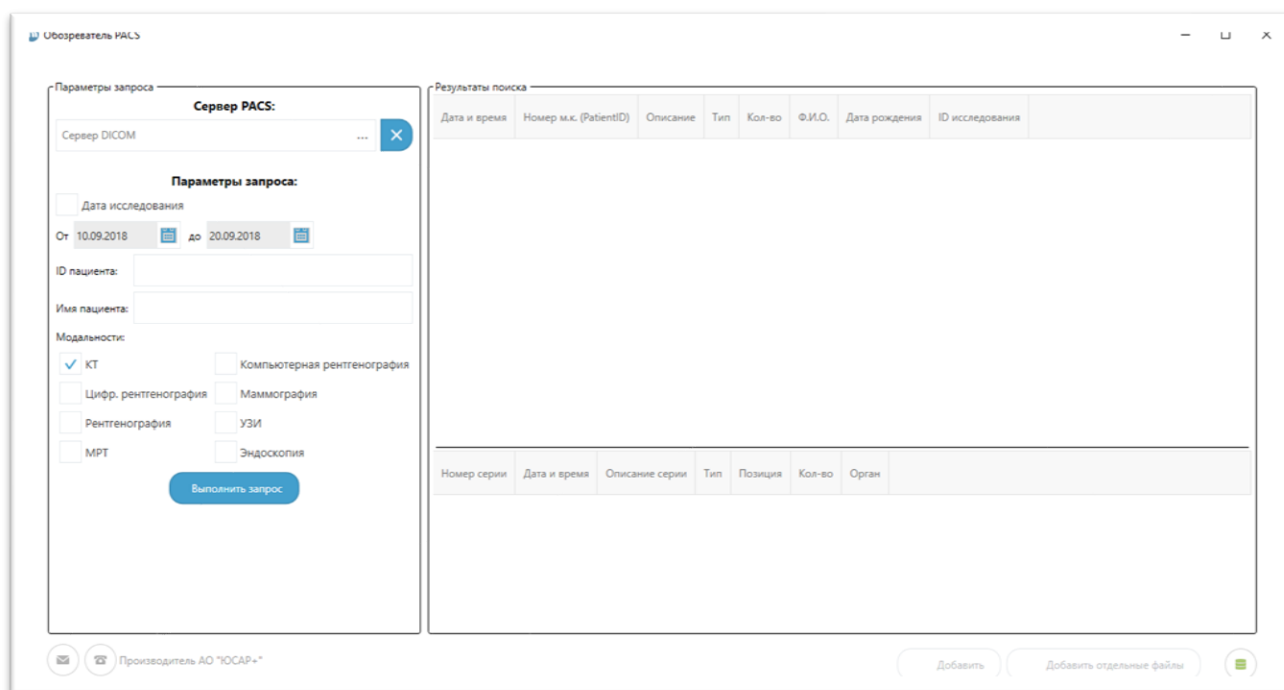 Обозреватель PACS
Параметры запроса
Сервер PACS:
Сервер DICOM ...
Параметры запроса:
Дата исследования
От 10.09.2018 до 20.09.2018
ID пациента:
Имя пациента:
Модальности:
КТ Компьютерная рентгенография
Цифр. рентгенография Маммография
Рентгенография УЗИ
МРТ Эндоскопия
Выполнить запрос
Результаты поиска
Дата и время Номер м.к. (PatientID) Описание Тип Кол-во Ф.И.О. Дата рождения ID исследования
Номер серии Дата и время Описание серии Тип Позиция Кол-во Орган
Производитель АО "ЮСАР+"
Добавить Добавить отдельные файлы